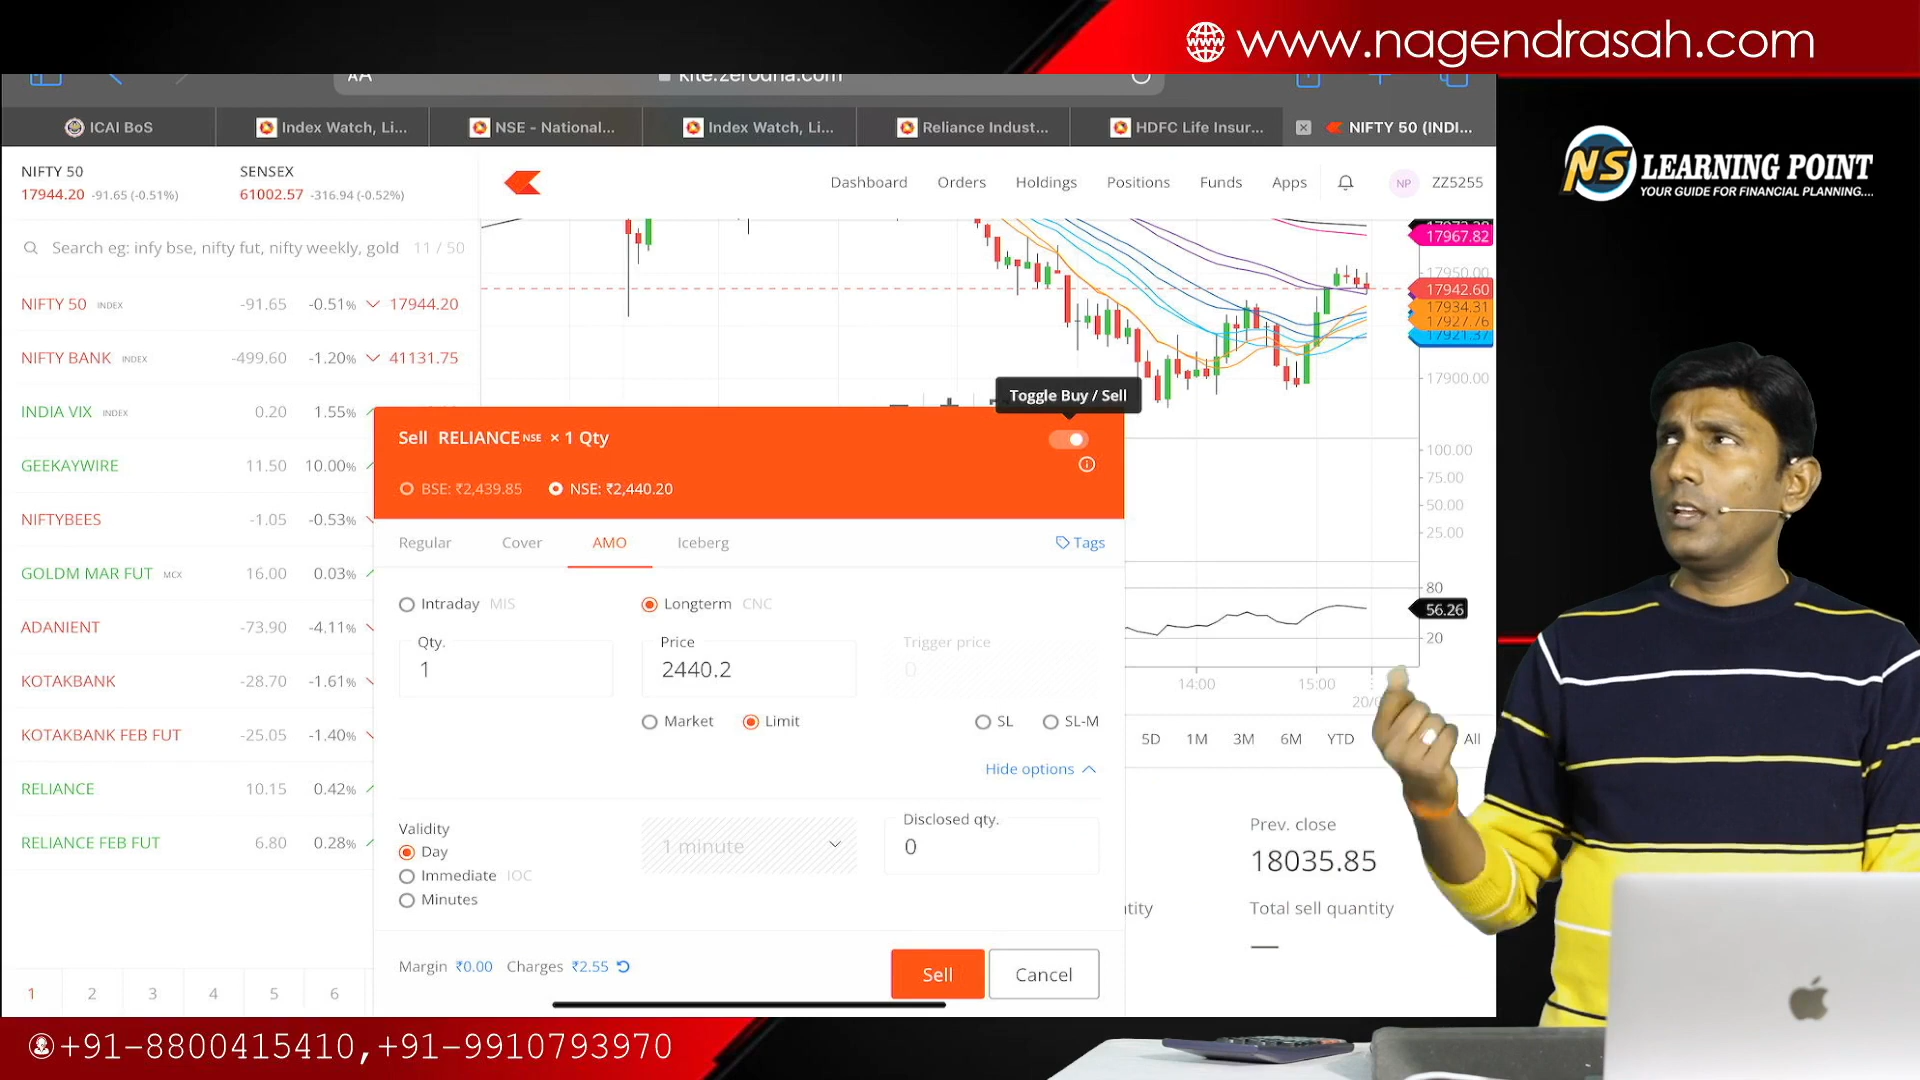 www.nagendrasah.com
AA
kite.zerodha.com
ICAI BoS
Index Watch, Li...
NSE - National...
Index Watch, Li...
Reliance Indust...
HDFC Life Insur...
NIFTY 50 (INDI...
NS LEARNING POINT
YOUR GUIDE FOR FINANCIAL PLANNING....
NIFTY 50
17944.20 -91.65 (-0.51%)
SENSEX
61002.57 -316.94 (-0.52%)
Dashboard Orders Holdings Positions Funds Apps NP ZZ5255
Search eg: infy bse, nifty fut, nifty weekly, gold 11 / 50
NIFTY 50 INDEX -91.65 -0.51% 17944.20
NIFTY BANK INDEX -499.60 -1.20% 41131.75
INDIA VIX INDEX 0.20 1.55%
GEEKAYWIRE 11.50 10.00%
NIFTYBEES -1.05 -0.53%
GOLDM MAR FUT MCX 16.00 0.03%
ADANIENT -73.90 -4.11%
KOTAKBANK -28.70 -1.61%
KOTAKBANK FEB FUT -25.05 -1.40%
RELIANCE 10.15 0.42%
RELIANCE FEB FUT 6.80 0.28%
1 2 3 4 5 6
17967.82
17950.00
17942.60
17934.31
17927.76
17921.37
17900.00
100.00
75.00
50.00
25.00
80
56.26
20
14:00 15:00
20/0
5D 1M 3M 6M YTD All
Prev. close
18035.85
tity
Total sell quantity
—
Toggle Buy / Sell
Sell RELIANCE NSE × 1 Qty
BSE: ₹2,439.85 NSE: ₹2,440.20
Regular Cover AMO Iceberg Tags
Intraday MIS Longterm CNC
Qty.
1
Price
2440.2
Trigger price
0
Market Limit SL SL-M
Hide options
Validity
Day
Immediate IOC
Minutes
1 minute
Disclosed qty.
0
Margin ₹0.00 Charges ₹2.55
Sell Cancel
+91-8800415410,+91-9910793970